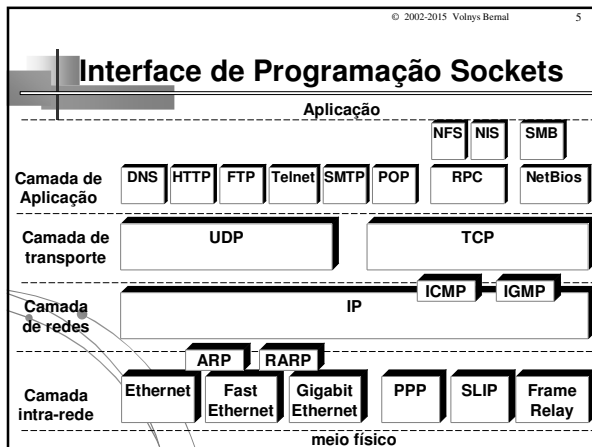 © 2002-2015 Volnys Bernal 5
Interface de Programação Sockets
Aplicação
NFS NIS SMB
Camada de Aplicação
DNS HTTP FTP Telnet SMTP POP RPC NetBios
Camada de transporte
UDP TCP
ICMP IGMP
Camada de redes
IP
ARP RARP
Camada intra-rede
Ethernet Fast Ethernet Gigabit Ethernet PPP SLIP Frame Relay
meio físico